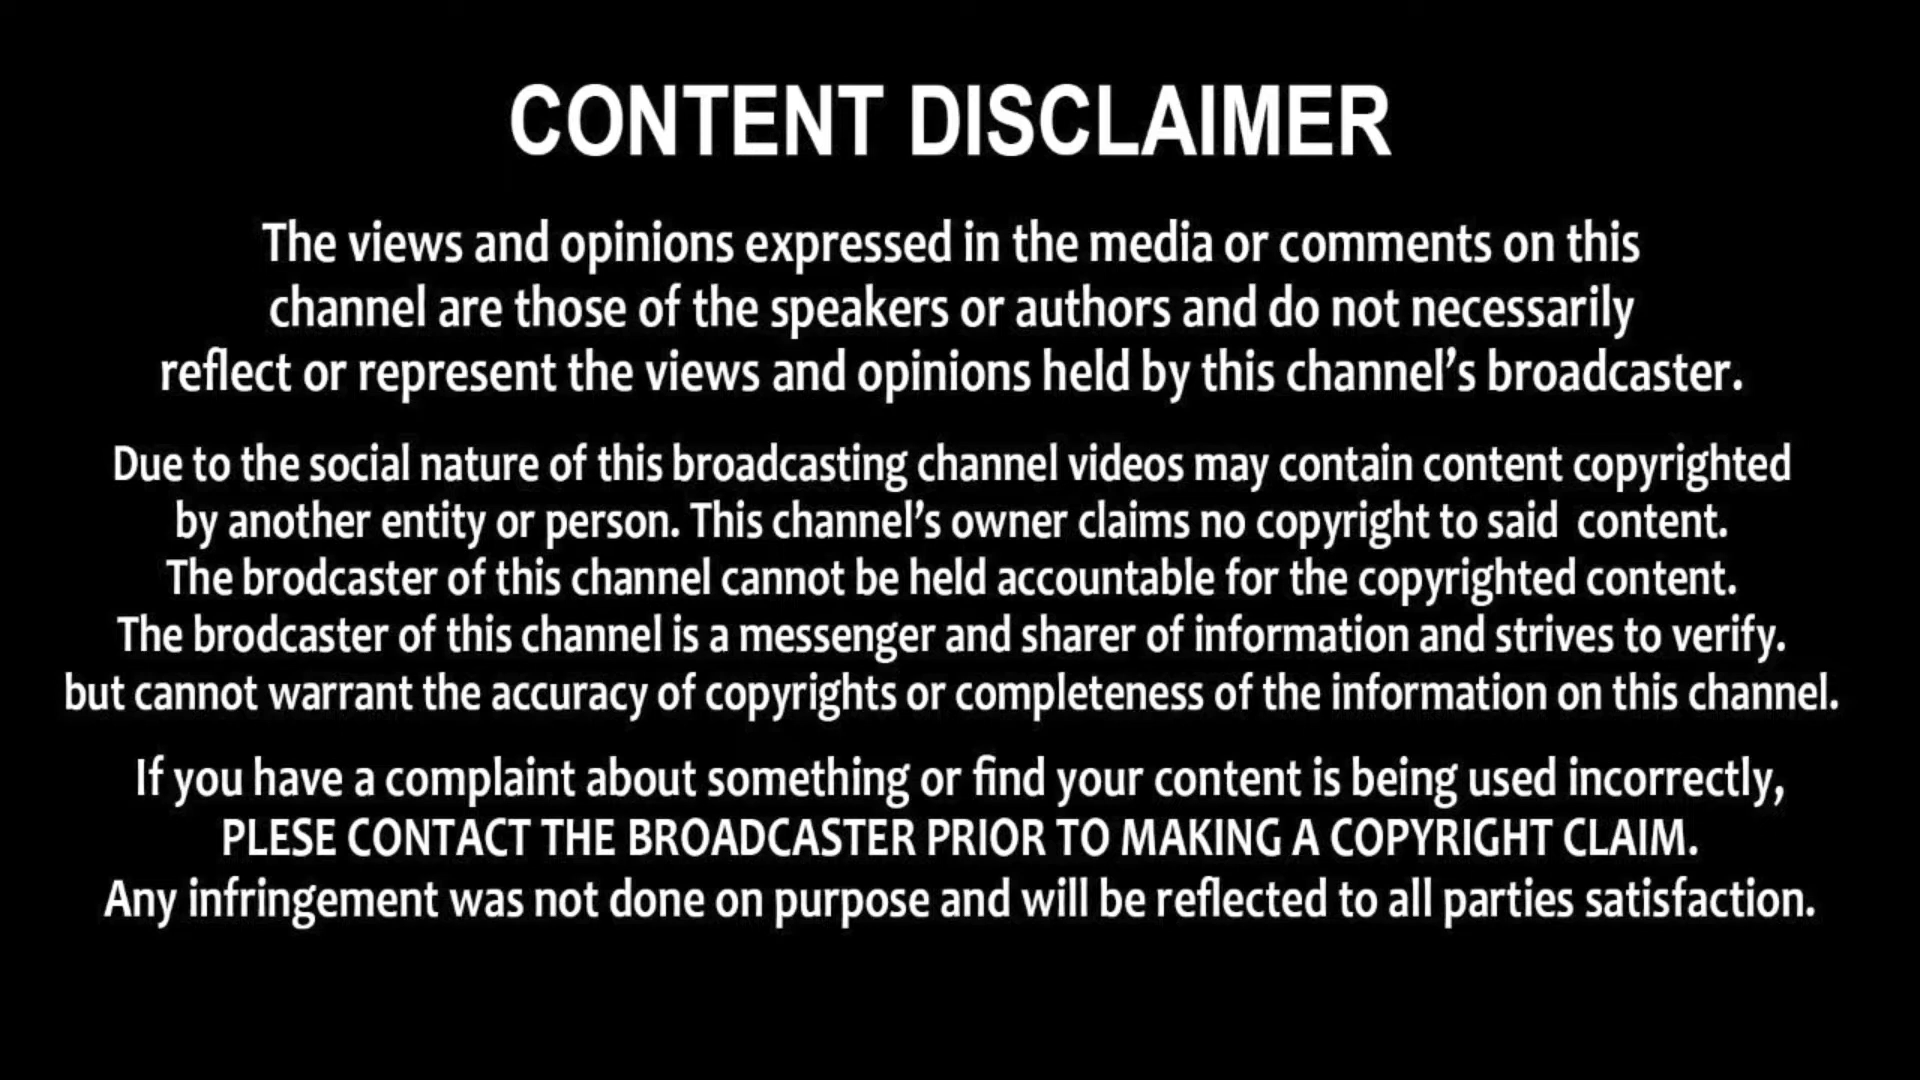 CONTENT DISCLAIMER
The views and opinions expressed in the media or comments on this
channel are those of the speakers or authors and do not necessarily
reflect or represent the views and opinions held by this channel’s broadcaster.
Due to the social nature of this broadcasting channel videos may contain content copyrighted
by another entity or person. This channel’s owner claims no copyright to said content.
The brodcaster of this channel cannot be held accountable for the copyrighted content.
The brodcaster of this channel is a messenger and sharer of information and strives to verify.
but cannot warrant the accuracy of copyrights or completeness of the information on this channel.
If you have a complaint about something or find your content is being used incorrectly,
PLESE CONTACT THE BROADCASTER PRIOR TO MAKING A COPYRIGHT CLAIM.
Any infringement was not done on purpose and will be reflected to all parties satisfaction.